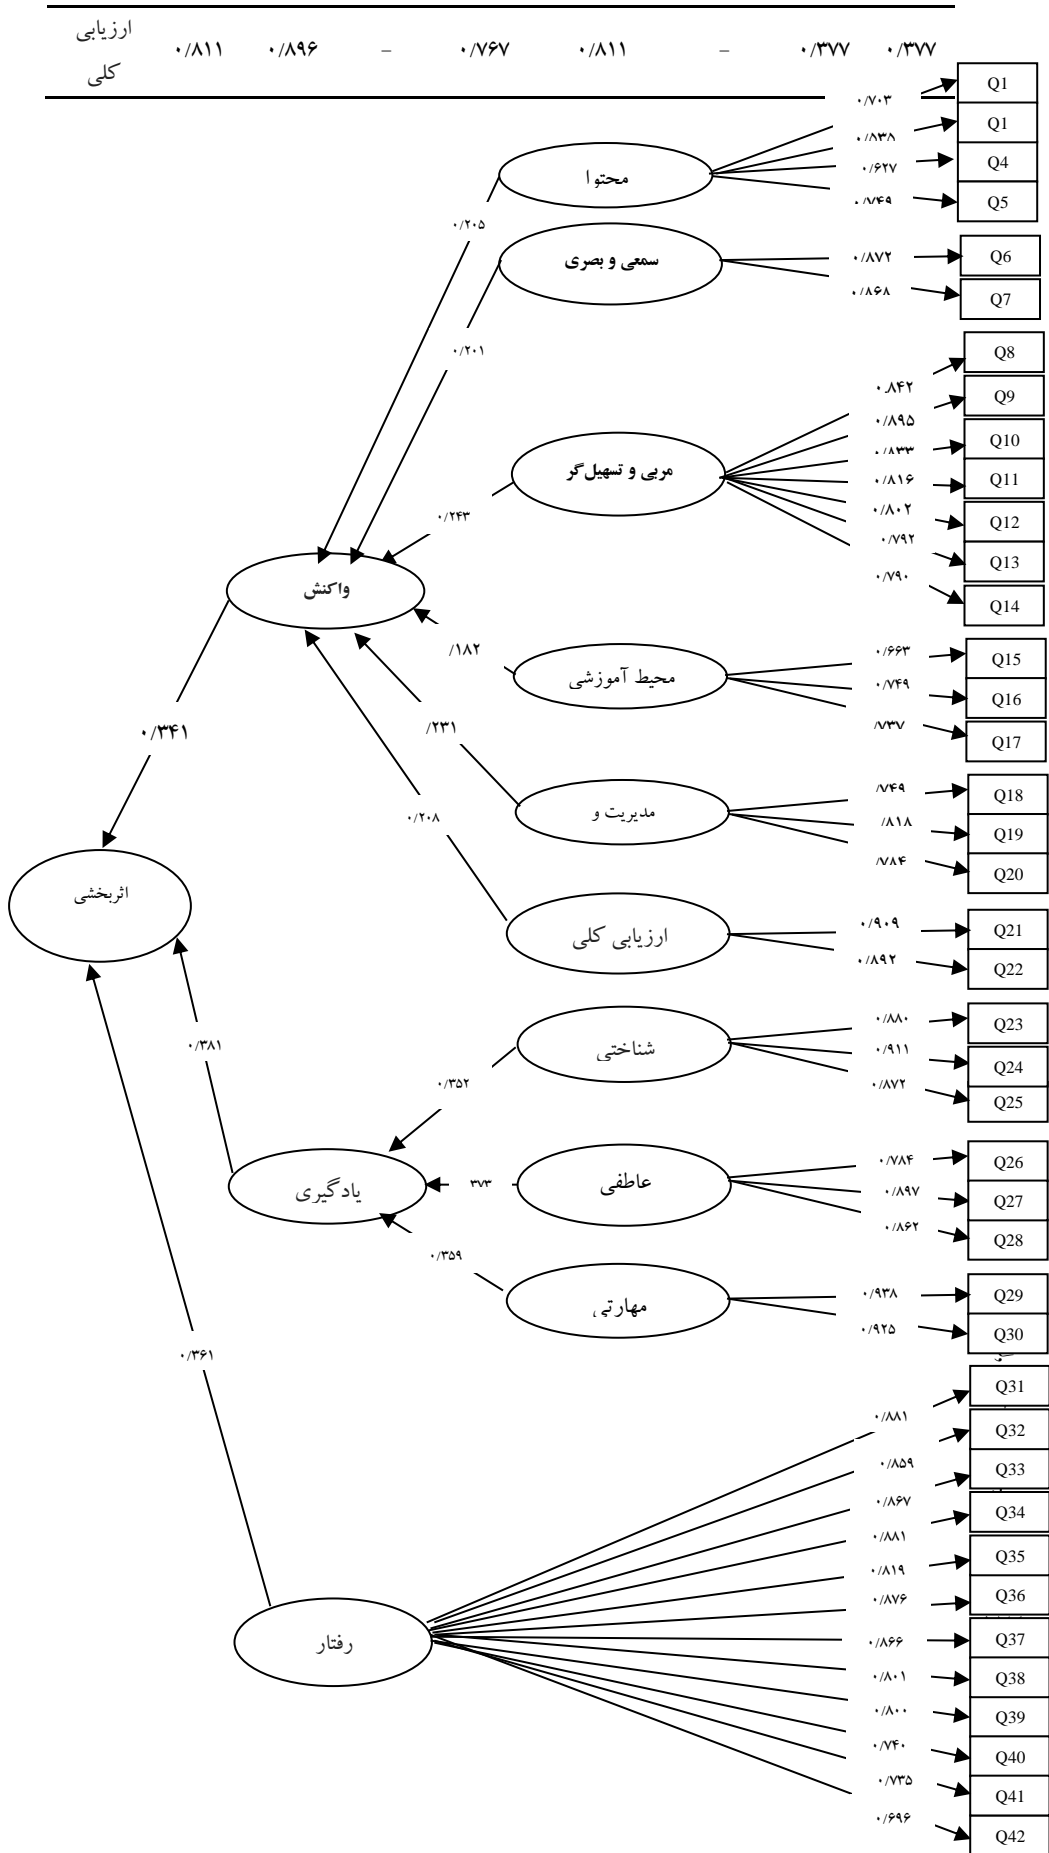 ارزیابی کلی ۰/۸۱۱ ۰/۸۹۶ – ۰/۷۶۷ ۰/۸۱۱ – ۰/۳۷۷ ۰/۳۷۷
۰/۷۰۳ Q1
۰/۸۳۸ Q1
محتوا ۰/۶۲۷ Q4
۰/۷۴۹ Q5
۰/۲۰۵
سمعی و بصری ۰/۸۷۲ Q6
۰/۸۶۸ Q7
۰/۲۰۱
۰.۸۴۲ Q8
۰/۸۹۵ Q9
۰/۸۳۳ Q10
مربی و تسهیل‌گر ۰/۸۱۶ Q11
۰/۸۰۲ Q12
۰/۲۴۳
۰/۷۹۲ Q13
۰/۷۹۰ Q14
واکنش
/۱۸۲
۰/۶۶۳ Q15
محیط آموزشی ۰/۷۴۹ Q16
/۷۳۷ Q17
۰/۳۴۱
/۲۳۱
/۷۴۹ Q18
مدیریت و /۸۱۸ Q19
/۷۸۴ Q20
۰/۲۰۸
اثربخشی
ارزیابی کلی ۰/۹۰۹ Q21
۰/۸۹۲ Q22
۰/۸۸۰ Q23
شناختی ۰/۹۱۱ Q24
۰/۸۷۲ Q25
۰/۳۸۱
۰/۳۵۲
۰/۷۸۴ Q26
یادگیری ۳۷۳ عاطفی ۰/۸۹۷ Q27
۰/۸۶۲ Q28
۰/۳۵۹
مهارتی ۰/۹۳۸ Q29
۰/۹۲۵ Q30
۰/۳۶۱
۰/۸۸۱ Q31
۰/۸۵۹ Q32
۰/۸۶۷ Q33
۰/۸۸۱ Q34
۰/۸۱۹ Q35
۰/۸۷۶ Q36
رفتار ۰/۸۶۶ Q37
۰/۸۰۱ Q38
۰/۸۰۰ Q39
۰/۷۴۰ Q40
۰/۷۳۵ Q41
۰/۶۹۶ Q42